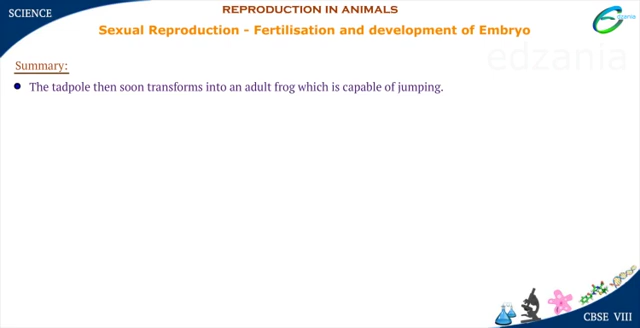 SCIENCE
REPRODUCTION IN ANIMALS
Edzania
Sexual Reproduction - Fertilisation and development of Embryo
edzania
Summary:
The tadpole then soon transforms into an adult frog which is capable of jumping.
CBSE VIII